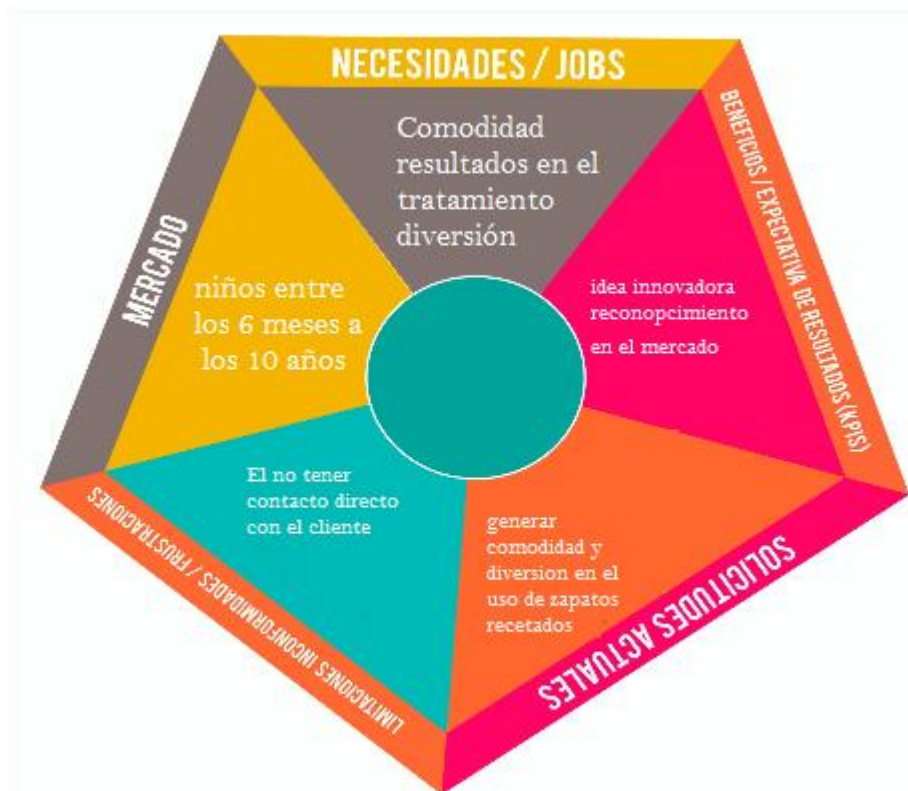 NECESIDADES / JOBS
Comodidad
resultados en el
tratamiento
diversión
BENEFICIOS / EXPECTATIVA DE RESULTADOS (KPIS)
idea innovadora
reconopcimiento
en el mercado
SOLICITUDES ACTUALES
generar
comodidad y
diversion en el
uso de zapatos
recetados
LIMITACIONES INCONFORMIDADES / FRUSTRACIONES
El no tener
contacto directo
con el cliente
MERCADO
niños entre
los 6 meses a
los 10 años